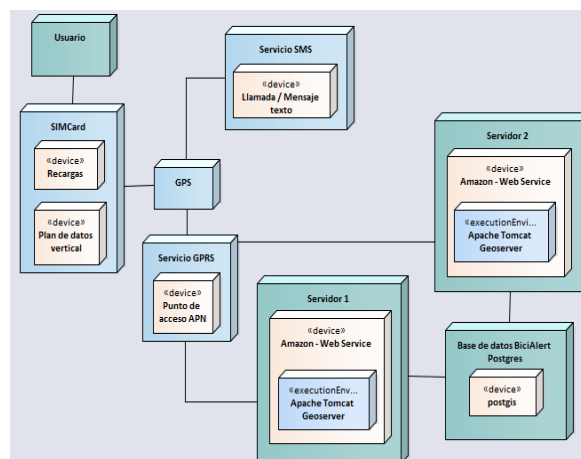 Usuario
Servicio SMS
«device»
Llamada / Mensaje
texto
SIMCard
«device»
Recargas
«device»
Plan de datos
vertical
GPS
Servidor 2
«device»
Amazon - Web Service
«executionEnvi...
Apache Tomcat
Geoserver
Servicio GPRS
«device»
Punto de
acceso APN
Servidor 1
«device»
Amazon - Web Service
«executionEnvi...
Apache Tomcat
Geoserver
Base de datos BiciAlert
Postgres
«device»
postgis